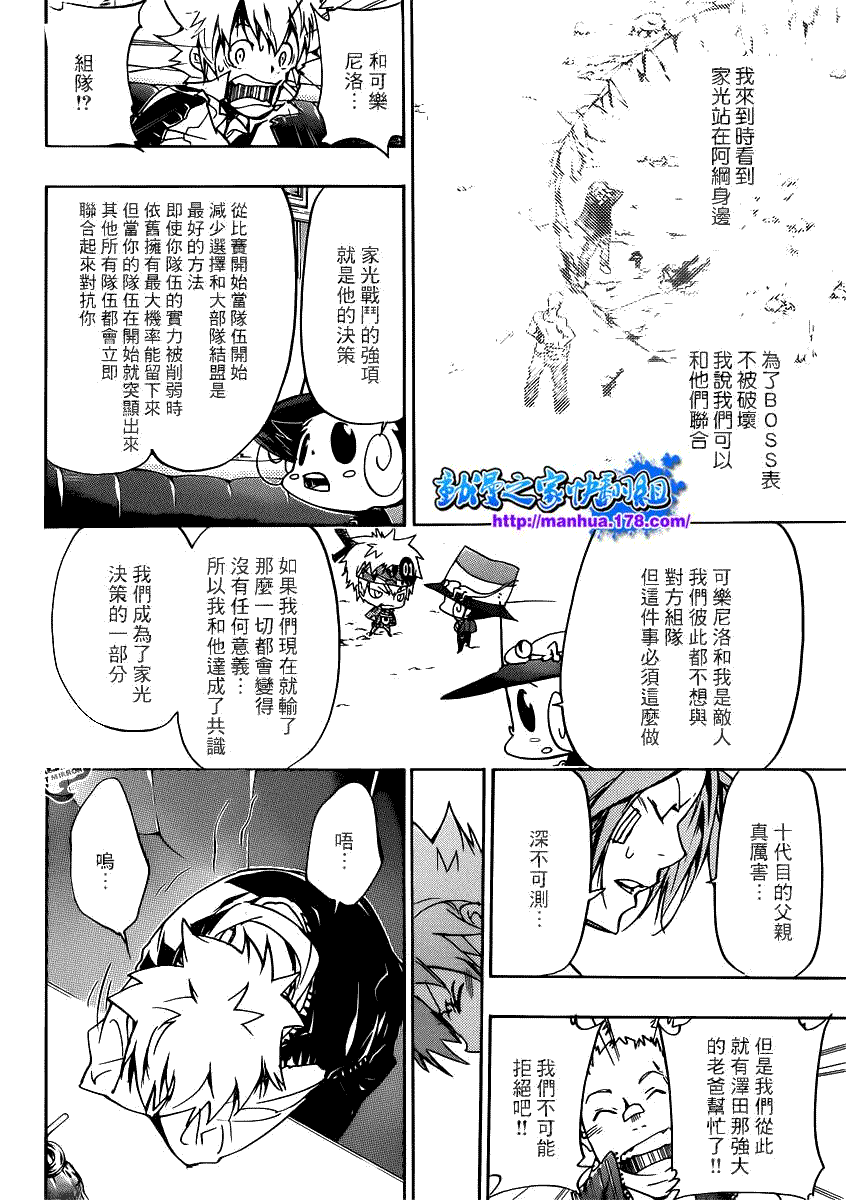 我來到時看到
家光站在阿綱身邊
為了BOSS表
不被破壞
我說我們可以
和他們聯合
和可樂
尼洛…
組隊!?
家光戰鬥的強項
就是他的決策
從比賽開始當隊伍開始
減少選擇和大部隊結盟是
最好的方法
即使你隊伍的實力被削弱時
依舊擁有最大機率能留下來
但當你的隊伍在開始就突顯出來
其他所有隊伍都會立即
聯合起來對抗你
動漫之家快翻組
http://manhua.178.com/
可樂尼洛和我是敵人
我們彼此都不想與
對方組隊
但這件事必須這麼做
01
如果我們現在就輸了
那麼一切都會變得
沒有任何意義…
所以我和他達成了共識
我們成為了家光
決策的一部分
十代目的父親
真厲害…
深不可測…
唔…
嗚…
MIRROR
但是我們從此
就有澤田那強大
的老爸幫忙了!!
我們不可能
拒絕吧!!